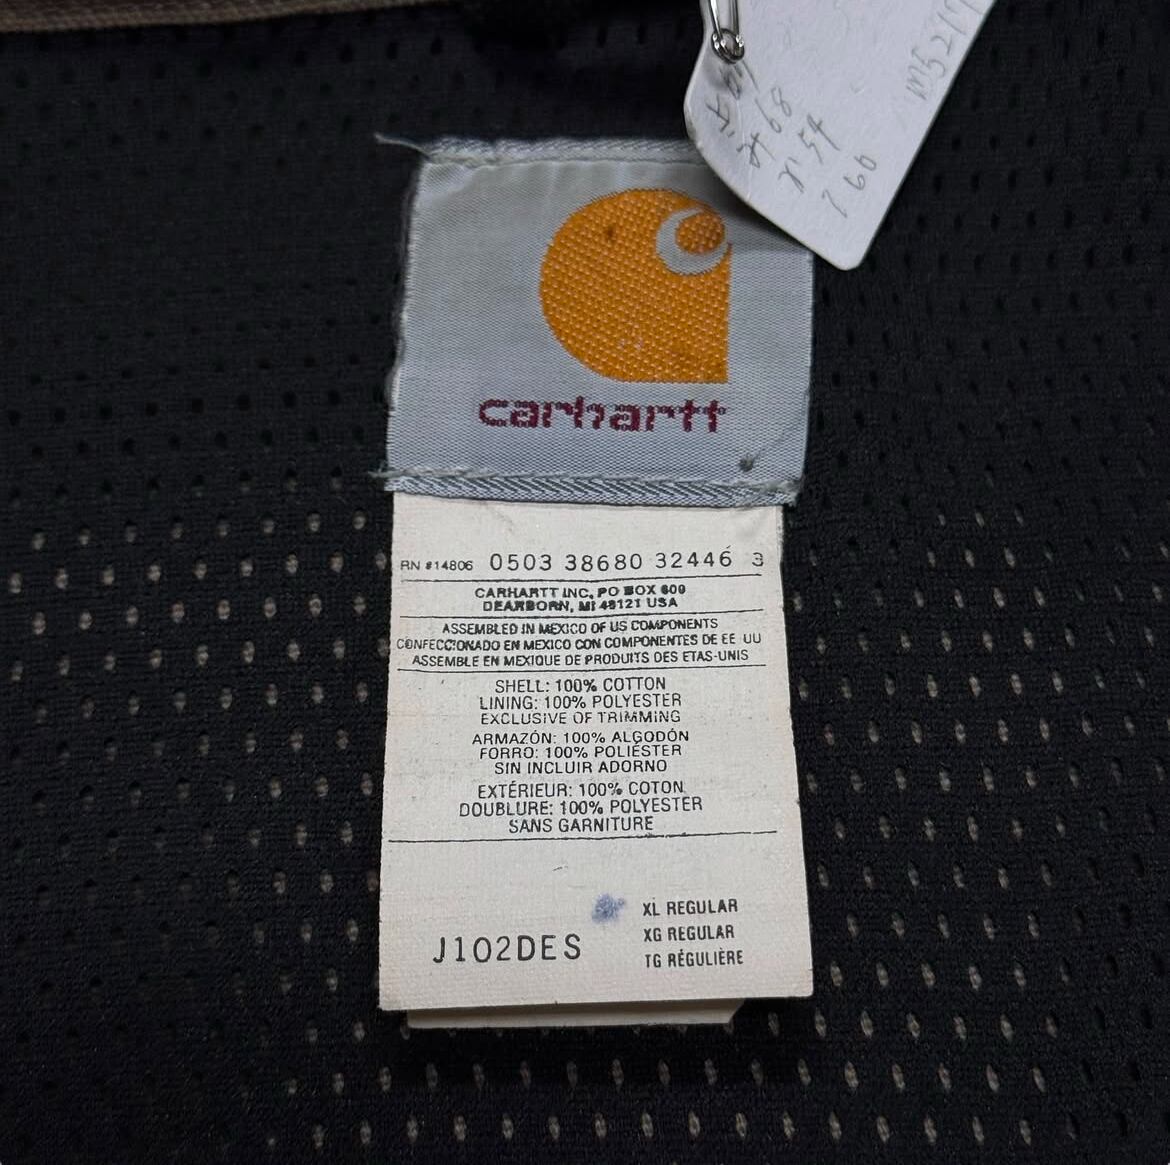 carhartt
RN #14806 0503 38680 32446 3
CARHARTT INC, PO BOX 600
DEARBORN, MI 48121 USA
ASSEMBLED IN MEXICO OF US COMPONENTS
CONFECCIONADO EN MEXICO CON COMPONENTES DE EE UU
ASSEMBLE EN MEXIQUE DE PRODUITS DES ETAS-UNIS
SHELL: 100% COTTON
LINING: 100% POLYESTER
EXCLUSIVE OF TRIMMING
ARMAZÓN: 100% ALGODÓN
FORRO: 100% POLIÉSTER
SIN INCLUIR ADORNO
EXTÉRIEUR: 100% COTON
DOUBLURE: 100% POLYESTER
SANS GARNITURE
XL REGULAR
XG REGULAR
J102DES
TG RÉGULIÈRE